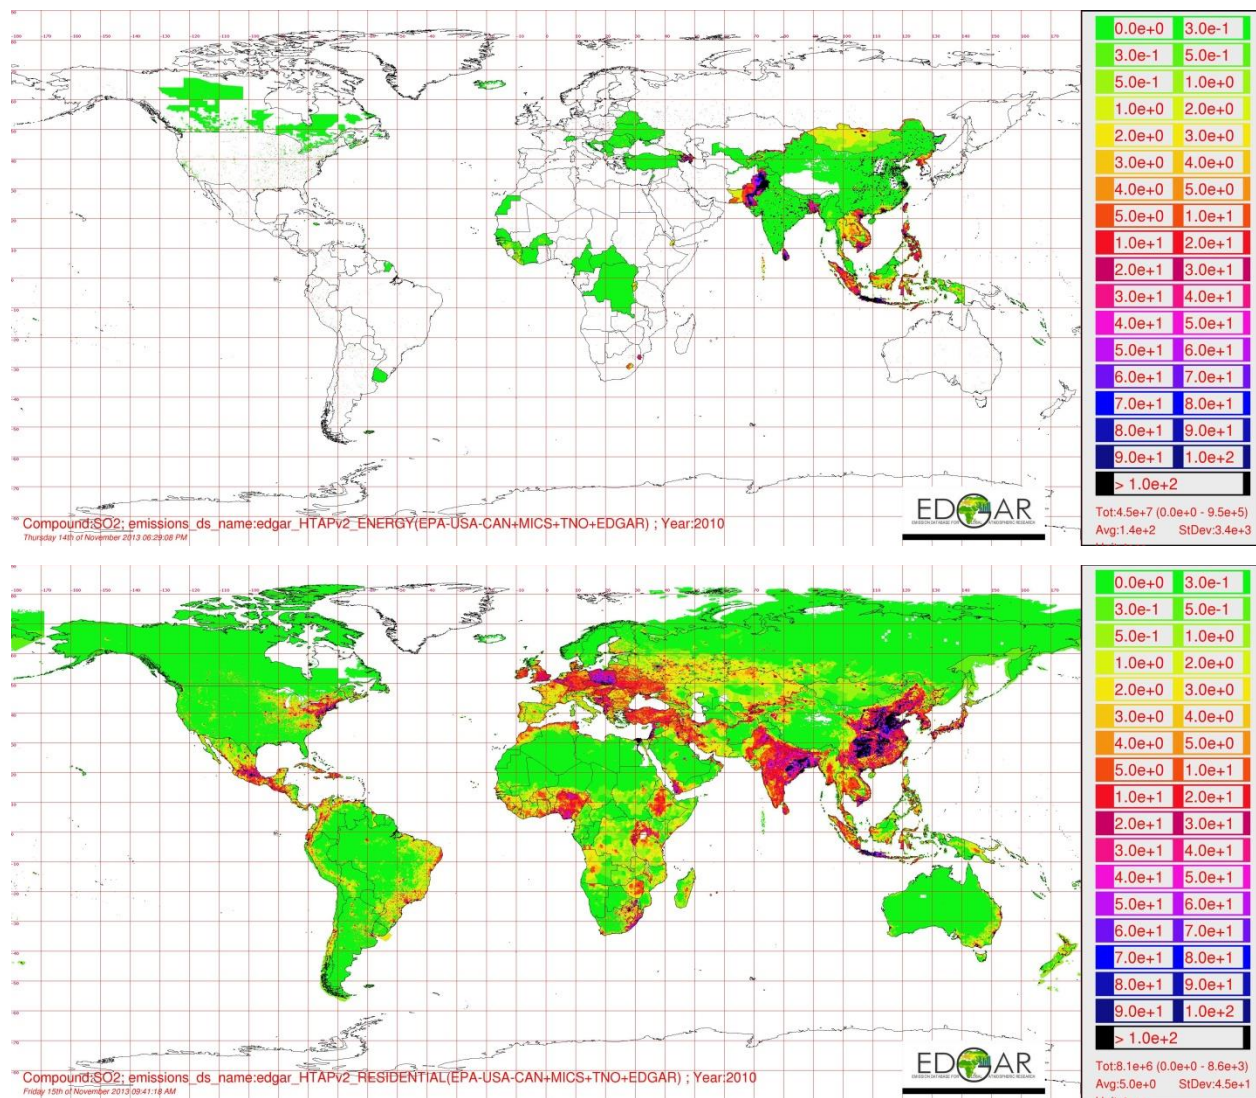 0.0e+0 3.0e-1
3.0e-1 5.0e-1
5.0e-1 1.0e+0
1.0e+0 2.0e+0
2.0e+0 3.0e+0
3.0e+0 4.0e+0
4.0e+0 5.0e+0
5.0e+0 1.0e+1
1.0e+1 2.0e+1
2.0e+1 3.0e+1
3.0e+1 4.0e+1
4.0e+1 5.0e+1
5.0e+1 6.0e+1
6.0e+1 7.0e+1
7.0e+1 8.0e+1
8.0e+1 9.0e+1
9.0e+1 1.0e+2
> 1.0e+2
Tot:4.5e+7 (0.0e+0 - 9.5e+5)
Avg:1.4e+2 StDev:3.4e+3
EDGAR
EMISSION DATABASE FOR GLOBAL ATMOSPHERIC RESEARCH
Compound:SO2; emissions_ds_name:edgar_HTAPv2_ENERGY(EPA-USA-CAN+MICS+TNO+EDGAR) ; Year:2010
Thursday 14th of November 2013 06:29:08 PM
0.0e+0 3.0e-1
3.0e-1 5.0e-1
5.0e-1 1.0e+0
1.0e+0 2.0e+0
2.0e+0 3.0e+0
3.0e+0 4.0e+0
4.0e+0 5.0e+0
5.0e+0 1.0e+1
1.0e+1 2.0e+1
2.0e+1 3.0e+1
3.0e+1 4.0e+1
4.0e+1 5.0e+1
5.0e+1 6.0e+1
6.0e+1 7.0e+1
7.0e+1 8.0e+1
8.0e+1 9.0e+1
9.0e+1 1.0e+2
> 1.0e+2
Tot:8.1e+6 (0.0e+0 - 8.6e+3)
Avg:5.0e+0 StDev:4.5e+1
EDGAR
EMISSION DATABASE FOR GLOBAL ATMOSPHERIC RESEARCH
Compound:SO2; emissions_ds_name:edgar_HTAPv2_RESIDENTIAL(EPA-USA-CAN+MICS+TNO+EDGAR) ; Year:2010
Friday 15th of November 2013 09:41:18 AM